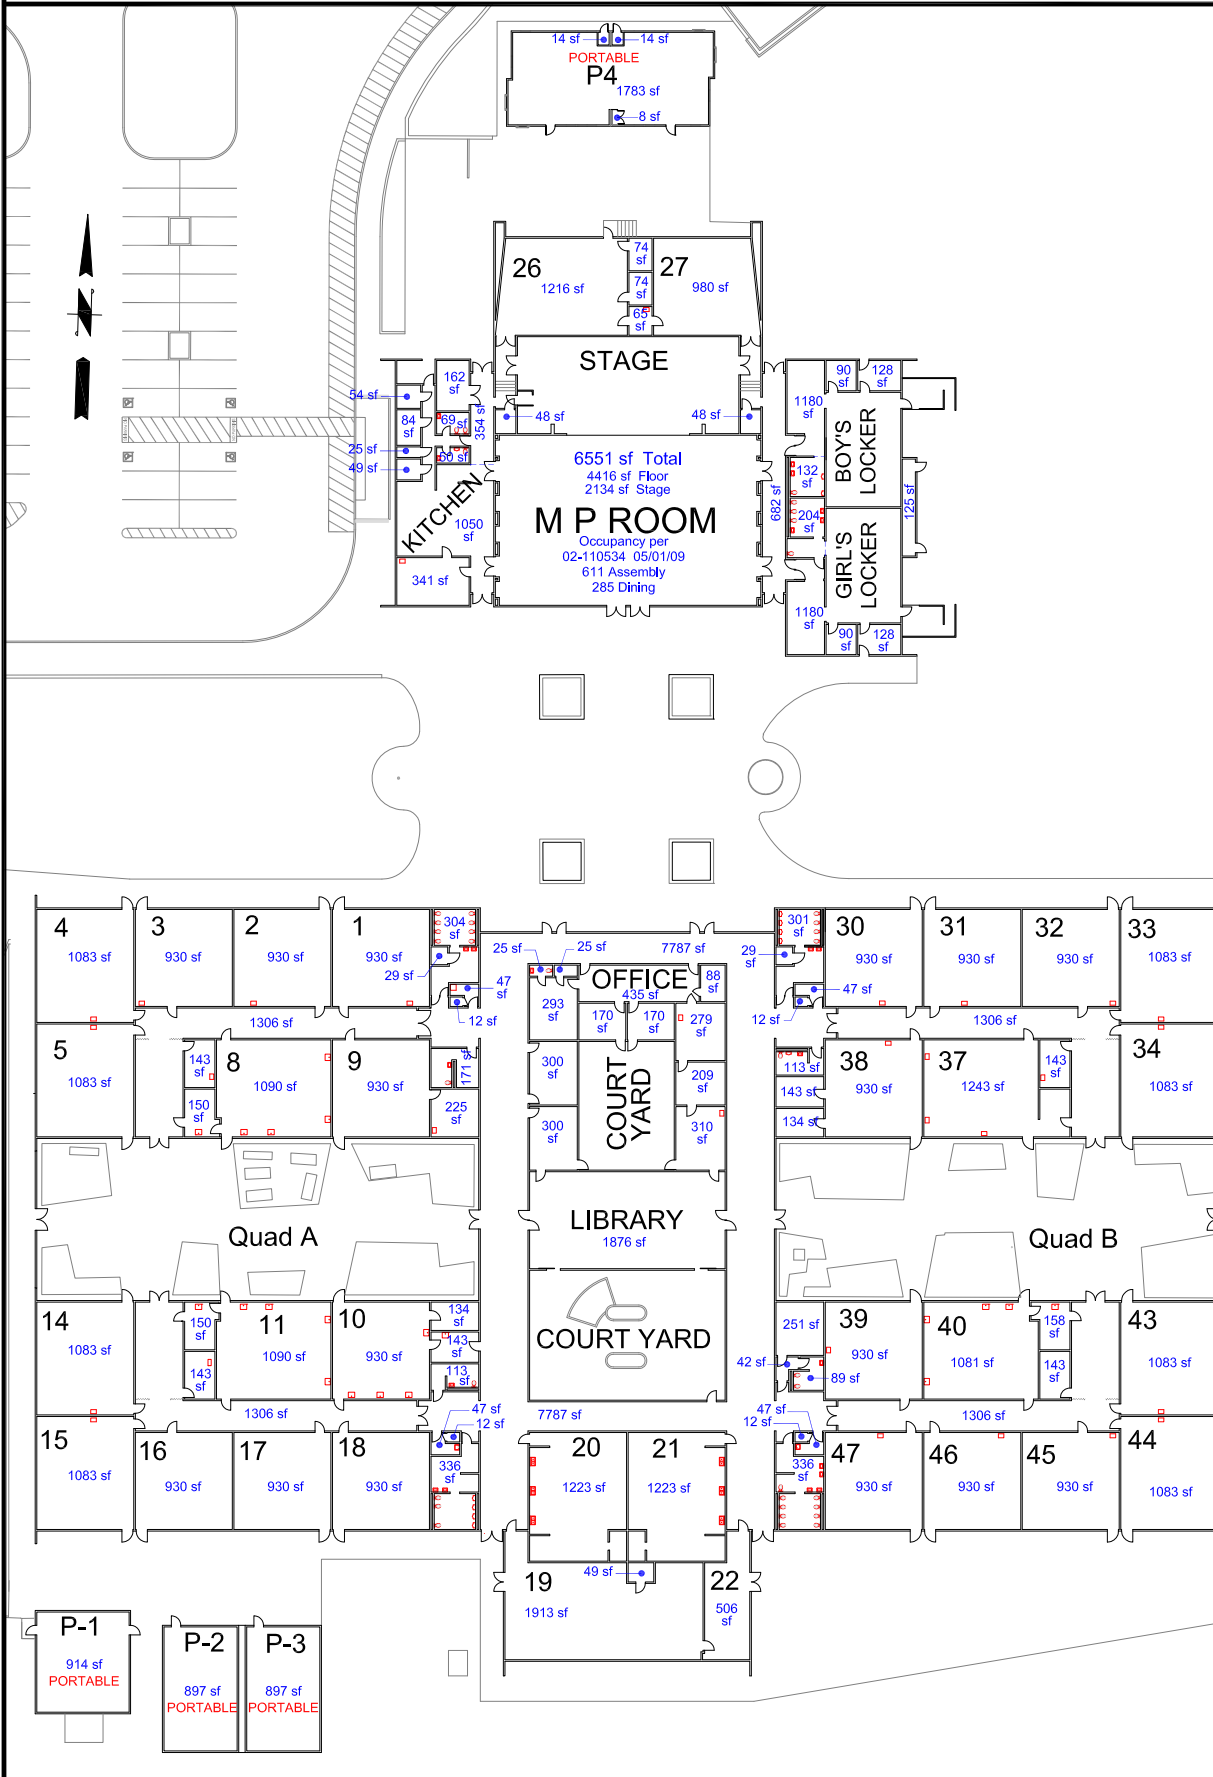 14 sf
14 sf
PORTABLE
P4
1783 sf
8 sf
N
26
1216 sf
74
sf
74
sf
65
sf
27
980 sf
STAGE
162
sf
54 sf
84
sf
69 sf
354 sf
25 sf
49 sf
50 sf
48 sf
48 sf
KITCHEN
1050
sf
341 sf
6551 sf Total
4416 sf Floor
2134 sf Stage
M P ROOM
Occupancy per
02-110534 05/01/09
611 Assembly
285 Dining
682 sf
1180
sf
90
sf
128
sf
BOY'S
LOCKER
132
sf
204
sf
125 sf
GIRL'S
LOCKER
1180
sf
90
sf
128
sf
4
1083 sf
3
930 sf
2
930 sf
1
930 sf
304
sf
29 sf
47
sf
12 sf
1306 sf
5
1083 sf
143
sf
150
sf
8
1090 sf
9
930 sf
171 sf
225
sf
Quad A
25 sf
25 sf
7787 sf
OFFICE
435 sf
88
sf
293
sf
170
sf
170
sf
279
sf
300
sf
209
sf
300
sf
310
sf
COURT
YARD
LIBRARY
1876 sf
COURT YARD
7787 sf
301
sf
29
sf
47 sf
12 sf
30
930 sf
31
930 sf
32
930 sf
33
1083 sf
1306 sf
113 sf
143 sf
134 sf
38
930 sf
37
1243 sf
143
sf
34
1083 sf
Quad B
14
1083 sf
150
sf
143
sf
11
1090 sf
10
930 sf
134
sf
143
sf
113
sf
1306 sf
47 sf
12 sf
15
1083 sf
16
930 sf
17
930 sf
18
930 sf
336
sf
20
1223 sf
21
1223 sf
49 sf
19
1913 sf
22
506
sf
251 sf
42 sf
89 sf
39
930 sf
40
1081 sf
158
sf
143
sf
43
1083 sf
1306 sf
47 sf
12 sf
336
sf
47
930 sf
46
930 sf
45
930 sf
44
1083 sf
P-1
914 sf
PORTABLE
P-2
897 sf
PORTABLE
P-3
897 sf
PORTABLE